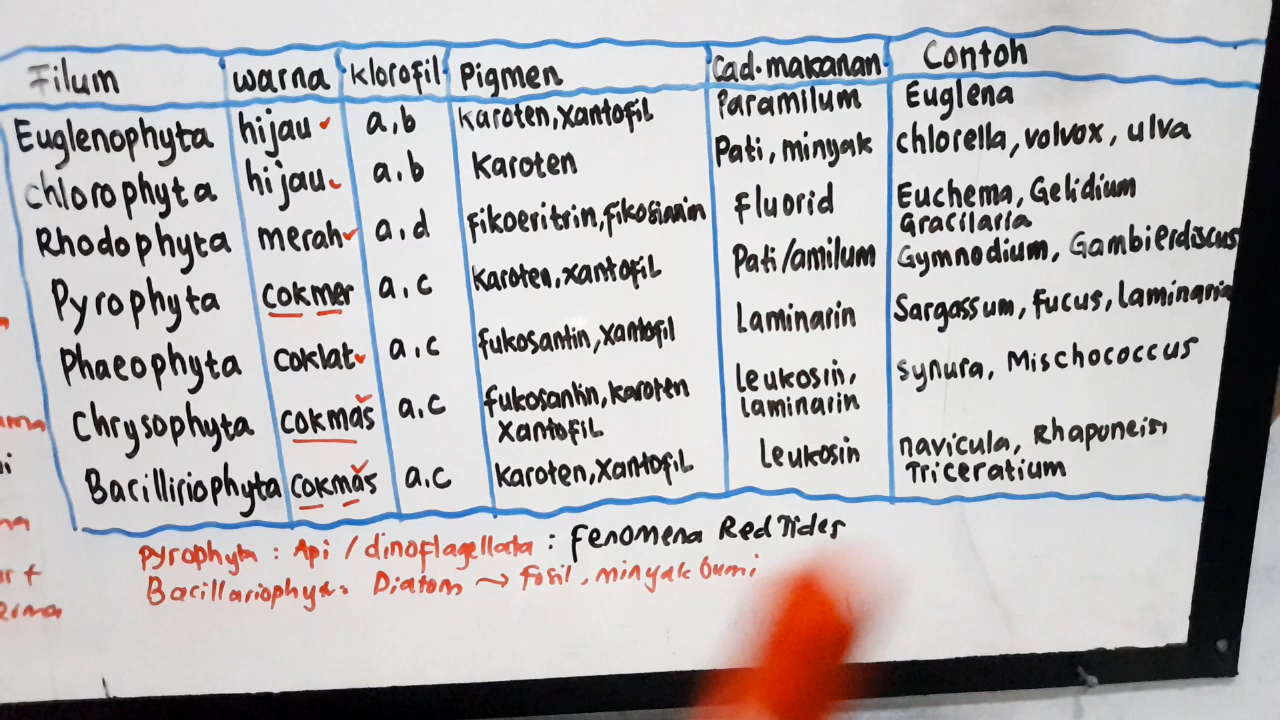 Filum warna klorofil Pigmen Cad.makanan Contoh
Euglenophyta hijau a,b karoten, xantofil Paramilum Euglena
chlorophyta hijau a.b Karoten Pati, minyak chlorella, volvox, ulva
Rhodophyta merah a,d Fikoeritrin, fikosianin Fluorid Euchema, Gelidium
Gracilaria
Pyrophyta cokmer a,c karoten, xantofil Pati/amilum Gymnodium, Gambierdiscus
Phaeophyta coklat a,c fukosantin, xantofil Laminarin Sargassum, Fucus, laminaria
Chrysophyta cokmas a,c fukosantin, karoten Leukosin, synura, Mischococcus
xantofil laminarin
Bacilliriophyta cokmas a,c karoten, xantofil Leukosin navicula, Rhaponeis
Triceratium
Pyrophyta : Api / dinoflagellata : Fenomena Red Tides
Diatom → Fosil, minyak bumi